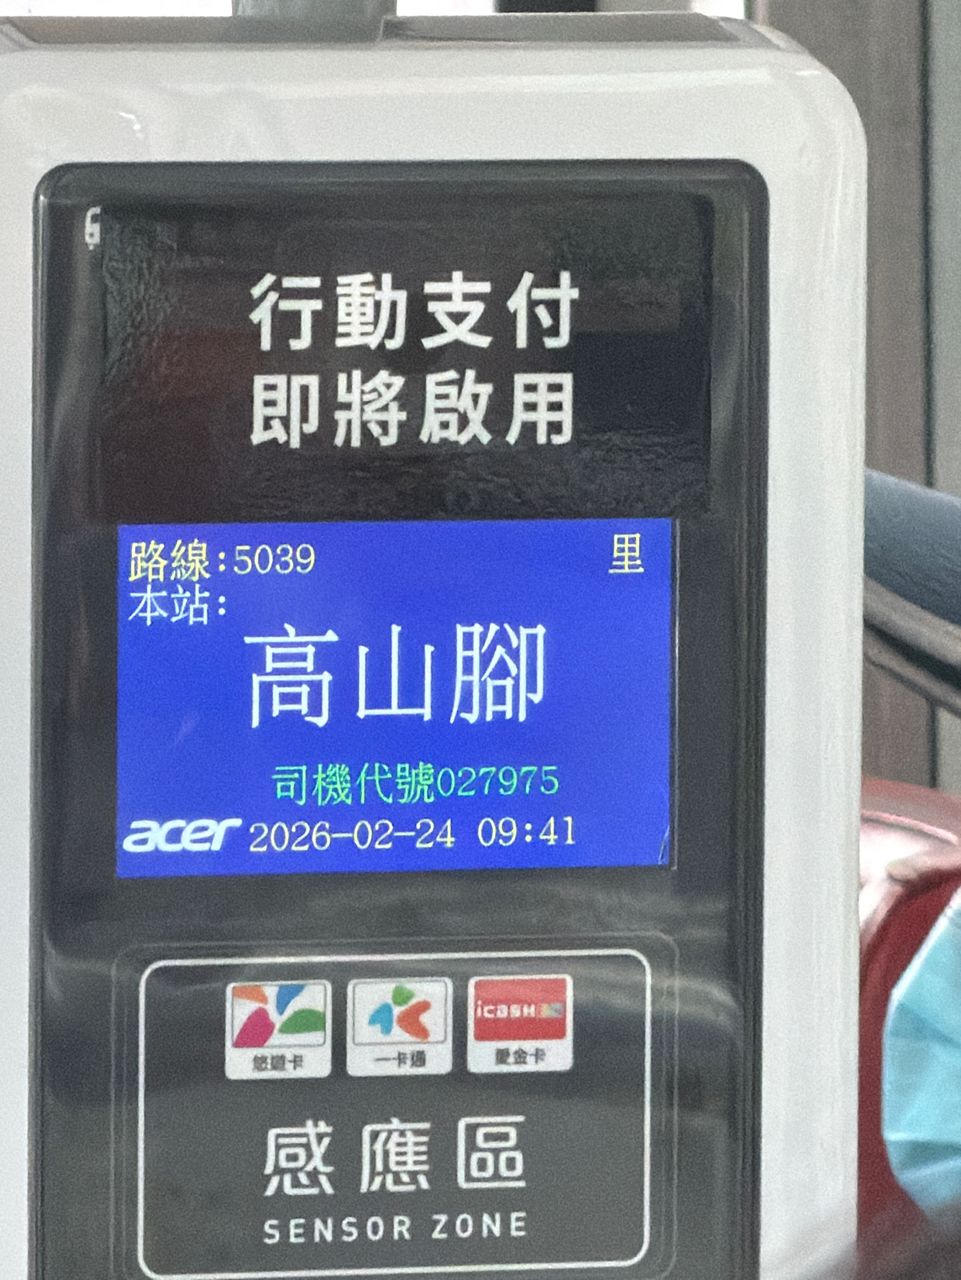 行動支付
即將啟用
路線:5039 里
本站:
高山腳
司機代號027975
acer 2026-02-24 09:41
悠遊卡 一卡通 icash 愛金卡
感應區
SENSOR ZONE